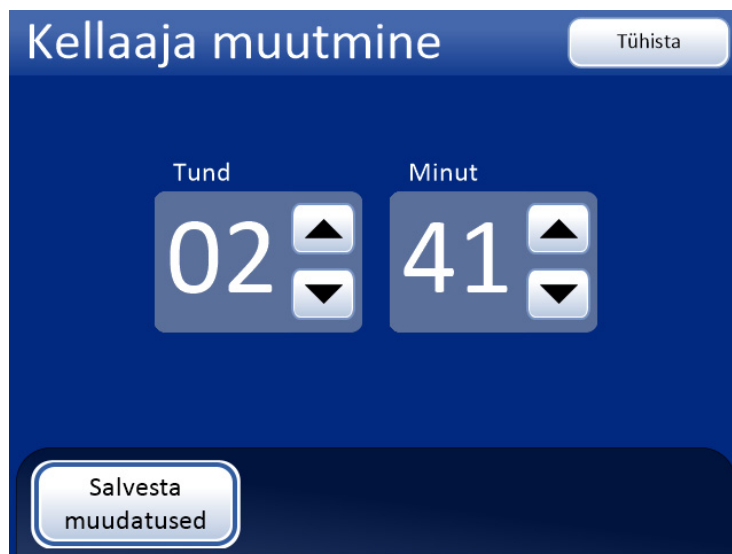 Kellaaja muutmine
Tühista
Tund
Minut
02
41
Salvesta
muudatused